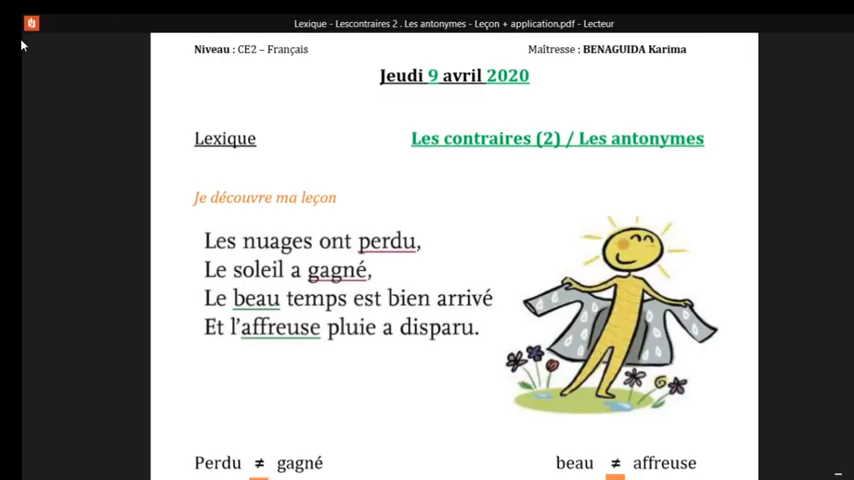 Lexique - Lescontraires 2 . Les antonymes - Leçon + application.pdf - Lecteur
Niveau : CE2 – Français Maîtresse : BENAGUIDA Karima
Jeudi 9 avril 2020
Lexique Les contraires (2) / Les antonymes
Je découvre ma leçon
Les nuages ont perdu,
Le soleil a gagné,
Le beau temps est bien arrivé
Et l'affreuse pluie a disparu.
Perdu ≠ gagné beau ≠ affreuse